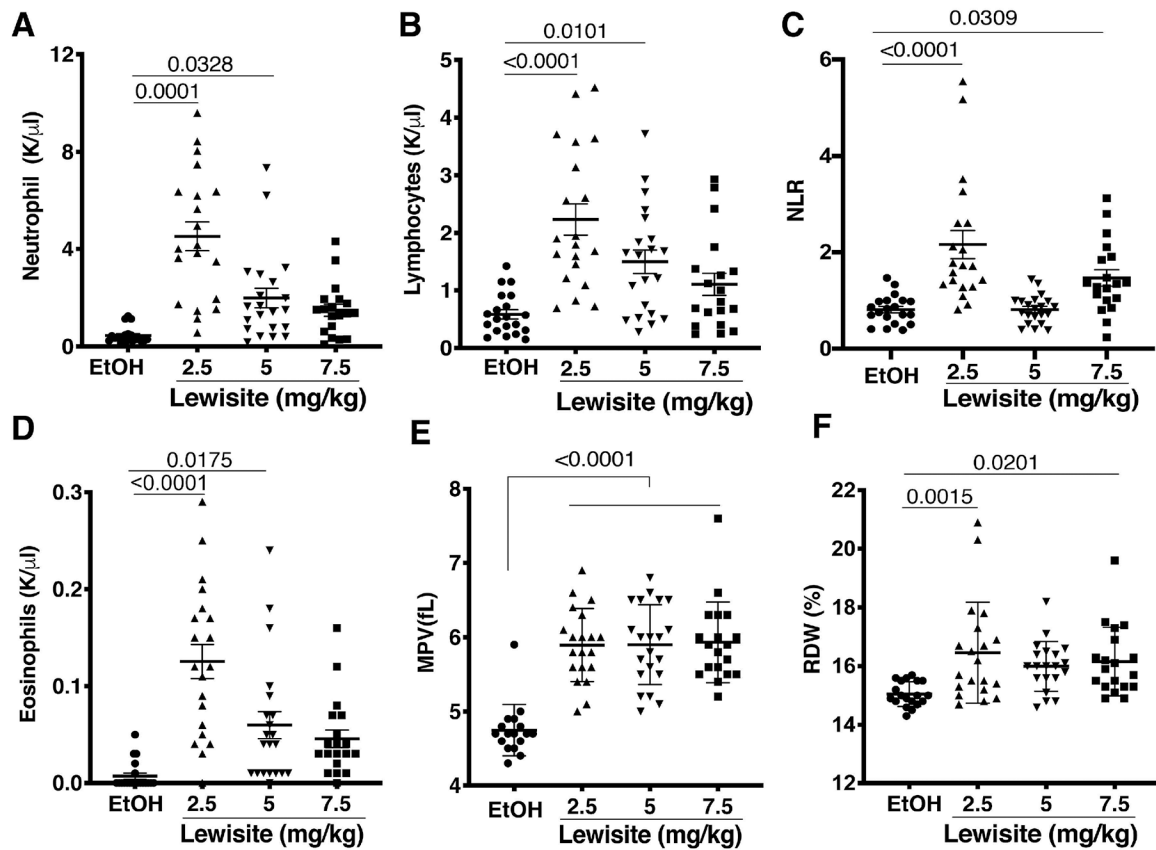 A
0.0328
0.0001
Neutrophil (K/µl)
12
8
4
0
EtOH
2.5
5
7.5
Lewisite (mg/kg)
B
0.0101
<0.0001
Lymphocytes (K/µl)
5
4
3
2
1
0
EtOH
2.5
5
7.5
Lewisite (mg/kg)
C
0.0309
<0.0001
NLR
6
4
2
0
EtOH
2.5
5
7.5
Lewisite (mg/kg)
D
0.0175
<0.0001
Eosinophils (K/µl)
0.3
0.2
0.1
0.0
EtOH
2.5
5
7.5
Lewisite (mg/kg)
E
<0.0001
MPV(fL)
8
7
6
5
4
EtOH
2.5
5
7.5
Lewisite (mg/kg)
F
0.0201
0.0015
RDW (%)
22
20
18
16
14
12
EtOH
2.5
5
7.5
Lewisite (mg/kg)